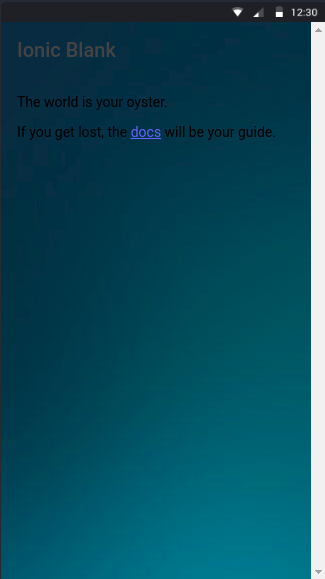 12:30
Ionic Blank
The world is your oyster.
If you get lost, the docs will be your guide.